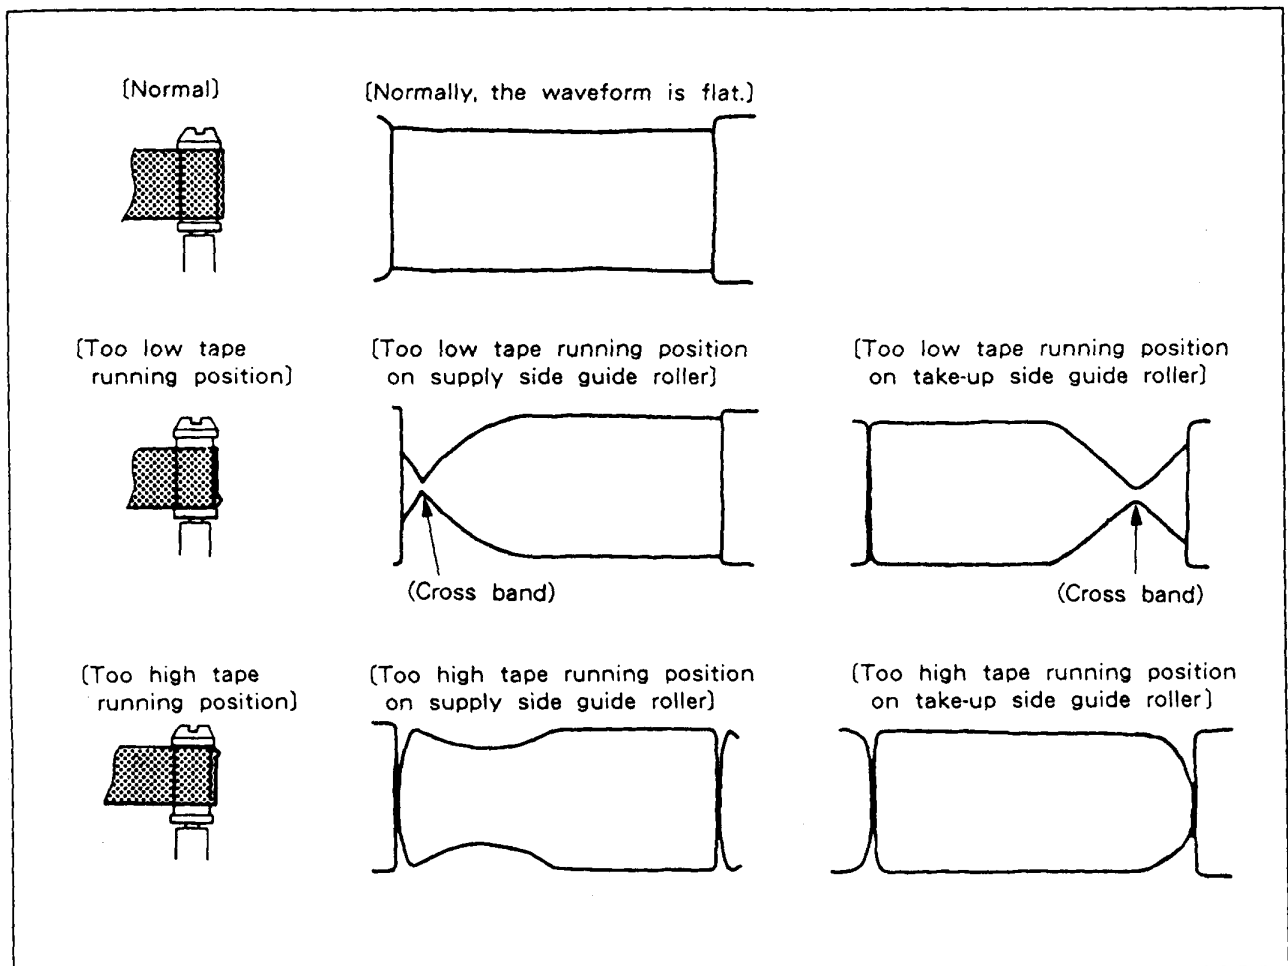 [Normal]
[Normally, the waveform is flat.]
[Too low tape
running position]
[Too low tape running position
on supply side guide roller]
[Too low tape running position
on take-up side guide roller]
(Cross band)
(Cross band)
[Too high tape
running position]
[Too high tape running position
on supply side guide roller]
[Too high tape running position
on take-up side guide roller]